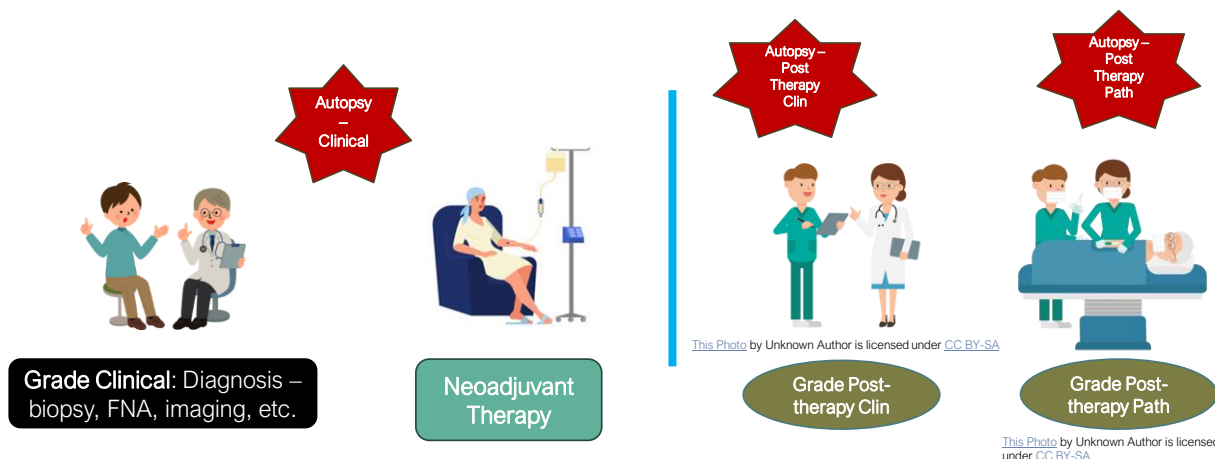 Autopsy
–
Clinical
Autopsy –
Post
Therapy
Clin
Autopsy –
Post
Therapy
Path
This Photo by Unknown Author is licensed under CC BY-SA
Grade Clinical: Diagnosis –
biopsy, FNA, imaging, etc.
Neoadjuvant
Therapy
Grade Post-
therapy Clin
Grade Post-
therapy Path
This Photo by Unknown Author is licensed
under CC BY-SA